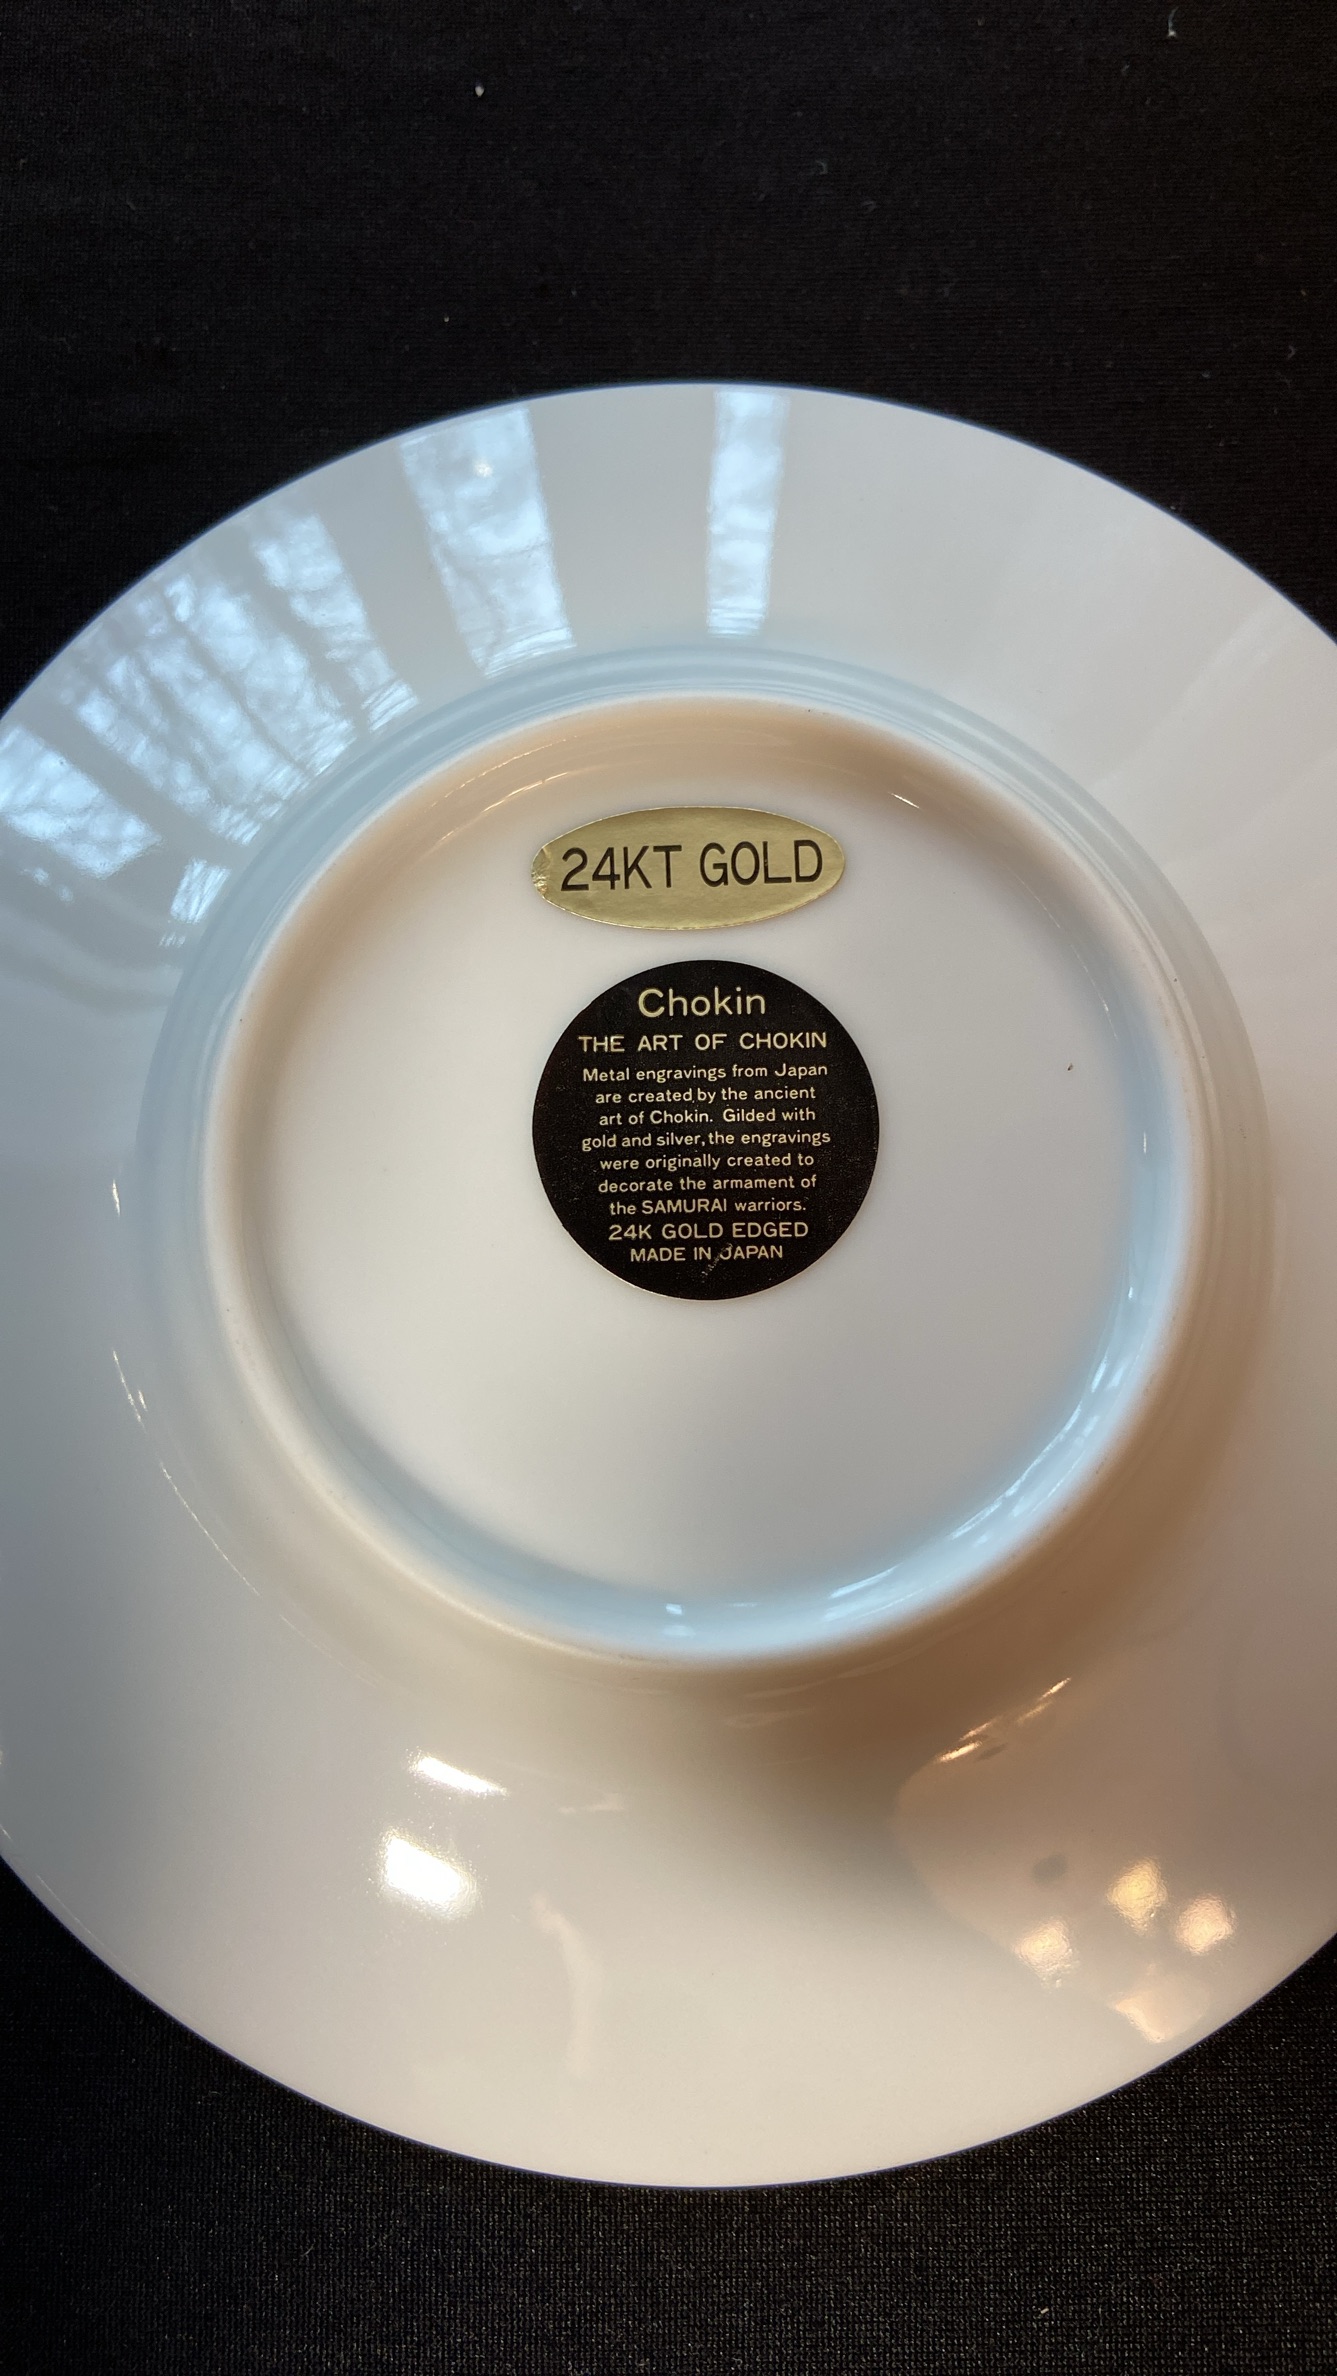 24KT GOLD
Chokin
THE ART OF CHOKIN
Metal engravings from Japan
are created by the ancient
art of Chokin. Gilded with
gold and silver, the engravings
were originally created to
decorate the armament of
the SAMURAI warriors.
24K GOLD EDGED
MADE IN JAPAN